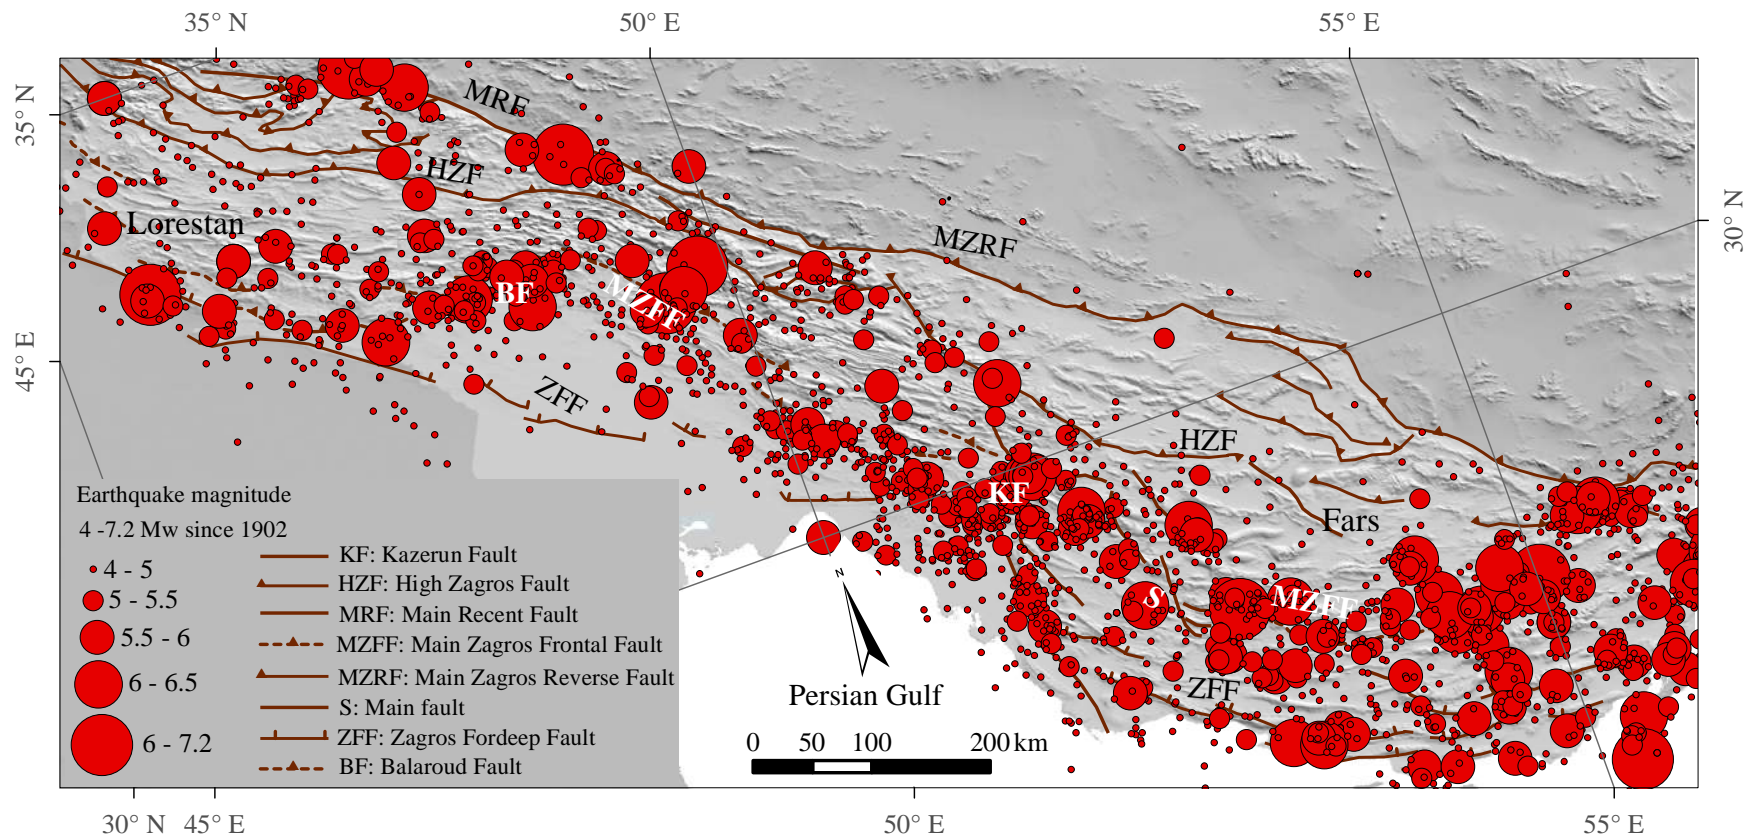 35° N
50° E
55° E
35° N
MRF
HZF
Lorestan
30° N
MZRF
BF
MZFF
45° E
ZFF
HZF
Earthquake magnitude
4 -7.2 Mw since 1902
4 - 5
5 - 5.5
5.5 - 6
6 - 6.5
6 - 7.2
KF: Kazerun Fault
HZF: High Zagros Fault
MRF: Main Recent Fault
MZFF: Main Zagros Frontal Fault
MZRF: Main Zagros Reverse Fault
S: Main fault
ZFF: Zagros Fordeep Fault
BF: Balaroud Fault
KF
Fars
N
S
MZFF
ZFF
Persian Gulf
0 50 100 200 km
30° N 45° E
50° E
55° E